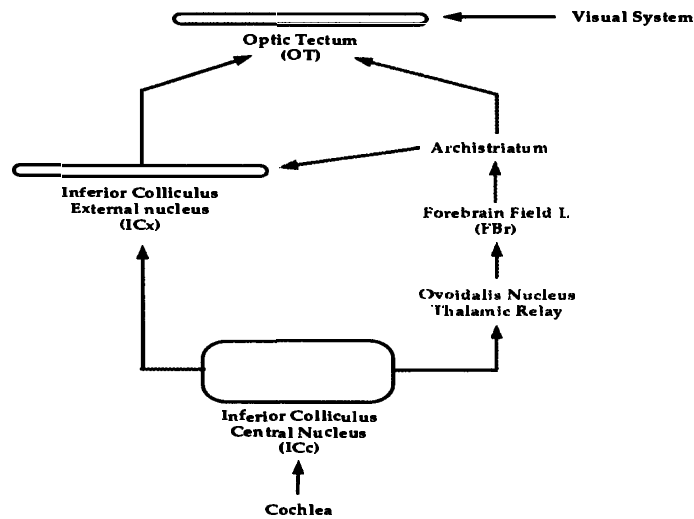 Visual System
Optic Tectum
(OT)
Archistriatum
Inferior Colliculus
External nucleus
(ICx)
Forebrain Field L
(FBr)
Ovoidalis Nucleus
Thalamic Relay
Inferior Colliculus
Central Nucleus
(ICc)
Cochlea